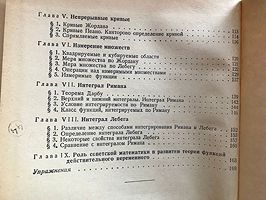 Глава V. Непрерывные кривые
§ 1. Кривые Жордана
§ 2. Кривые Пеано. Канторово определение кривой
§ 3. Спрямляемые кривые
Глава VI. Измерение множеств
§ 1. Квадрируемые и кубируемые области
§ 2. Мера множества по Жордану
§ 3. Мера множества по Лебегу
§ 4. Операции над измеримыми множествами
§ 5. Измеримые функции
Глава VII. Интеграл Римана
§ 1. Теорема Дарбу
§ 2. Верхний и нижний интегралы. Интеграл Римана
§ 3. Условие интегрируемости по Риману
§ 4. Класс функций, интегрируемых по Риману
Глава VIII. Интеграл Лебега
§ 1. Различие между способами интегрирования Римана и Лебега
§ 2. Определение интеграла Лебега
§ 3. Некоторые свойства интеграла Лебега
§ 4. Сравнение с интегралом Римана
Глава IX. Роль советской математики в развитии теории функций
действительного переменного
Упражнения